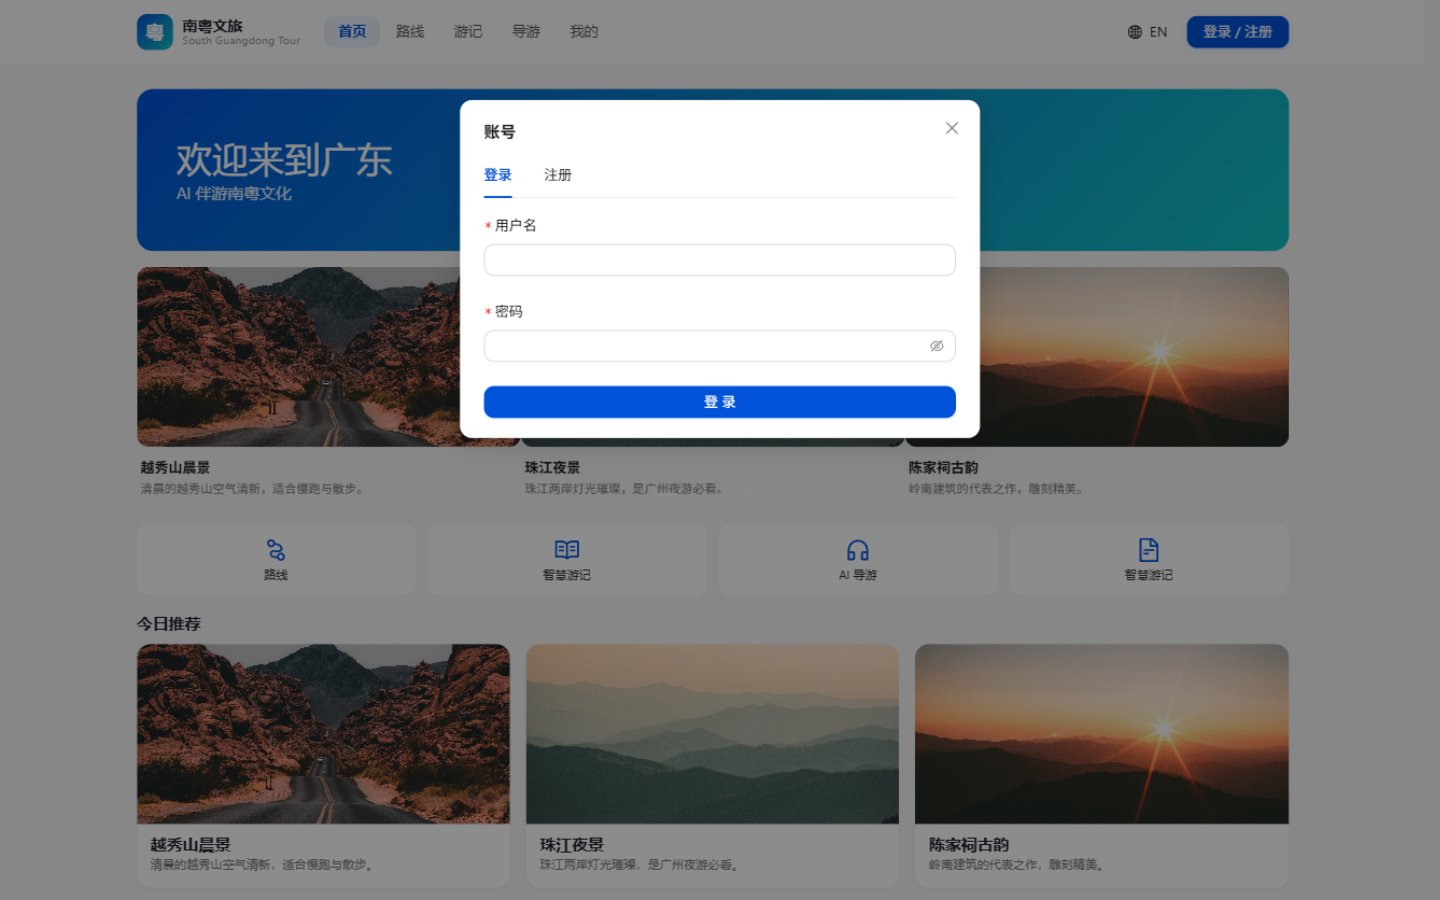 粤
南粤文旅
South Guangdong Tour
首页
路线
游记
导游
我的
EN
登录 / 注册
欢迎来到广东
AI 伴游南粤文化
账号
登录
注册
* 用户名
* 密码
登 录
越秀山晨景
清晨的越秀山空气清新，适合慢跑与散步。
珠江夜景
珠江两岸灯光璀璨，是广州夜游必看。
陈家祠古韵
岭南建筑的代表之作，雕刻精美。
路线
智慧游记
AI 导游
智慧游记
今日推荐
越秀山晨景
清晨的越秀山空气清新，适合慢跑与散步。
珠江夜景
珠江两岸灯光璀璨，是广州夜游必看。
陈家祠古韵
岭南建筑的代表之作，雕刻精美。